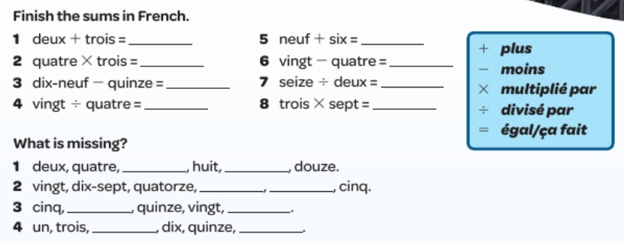 Finish the sums in French.
1 deux + trois = ________
2 quatre × trois = ________
3 dix-neuf − quinze = ________
4 vingt ÷ quatre = ________
5 neuf + six = ________
6 vingt − quatre = ________
7 seize ÷ deux = ________
8 trois × sept = ________
+ plus
− moins
× multiplié par
÷ divisé par
= égal/ça fait
What is missing?
1 deux, quatre, ________, huit, ________, douze.
2 vingt, dix-sept, quatorze, ________, ________, cinq.
3 cinq, ________, quinze, vingt, ________.
4 un, trois, ________, dix, quinze, ________.